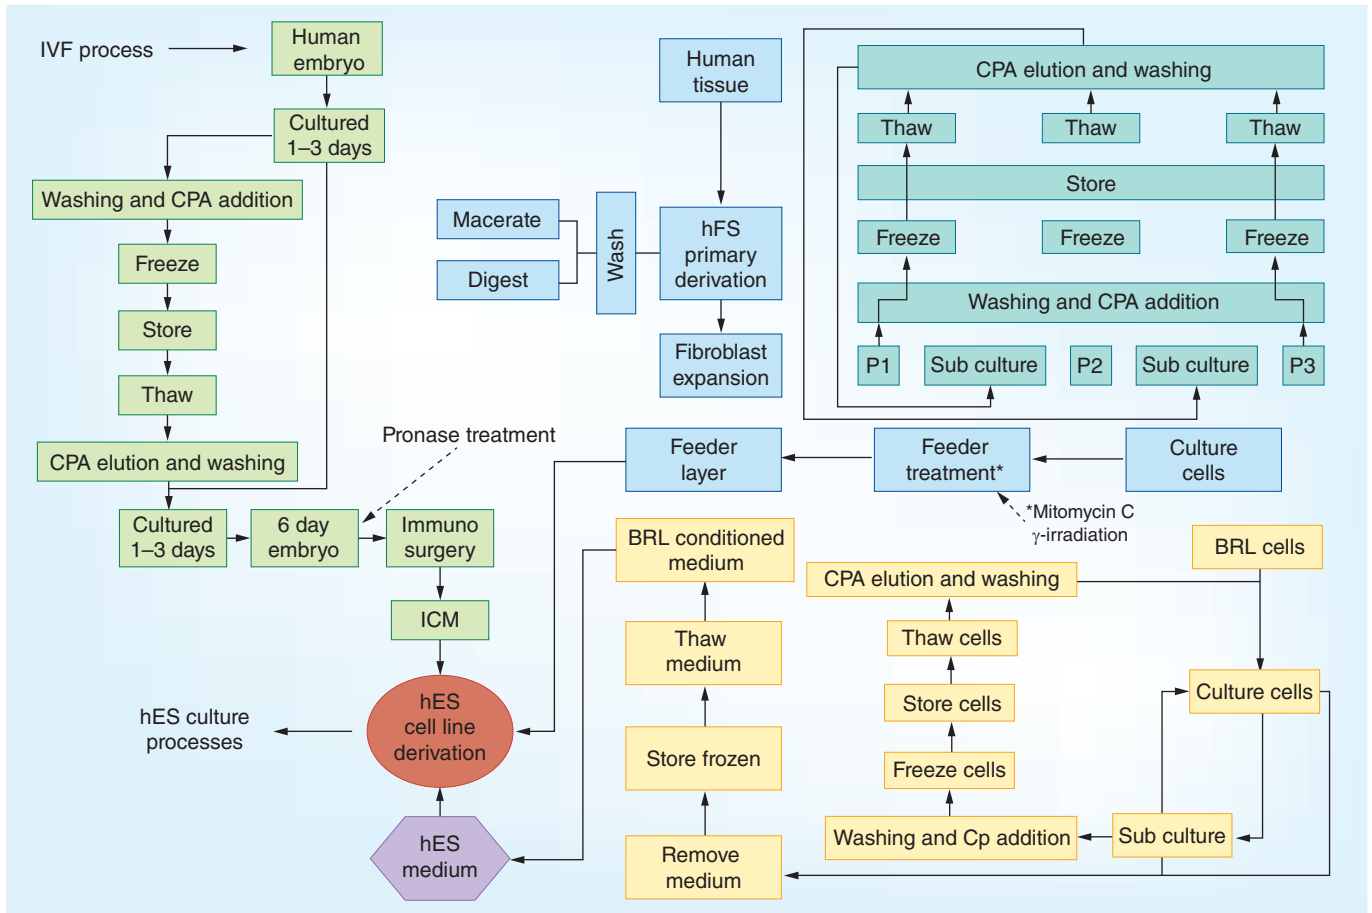 IVF process
Human
embryo
Cultured
1–3 days
Washing and CPA addition
Freeze
Store
Thaw
CPA elution and washing
Cultured
1–3 days
6 day
embryo
Pronase treatment
Immuno
surgery
ICM
hES
cell line
derivation
hES culture
processes
hES
medium
Human
tissue
Macerate
Digest
Wash
hFS
primary
derivation
Fibroblast
expansion
CPA elution and washing
Thaw
Thaw
Thaw
Store
Freeze
Freeze
Freeze
Washing and CPA addition
P1
Sub culture
P2
Sub culture
P3
Feeder
layer
Feeder
treatment*
Culture
cells
*Mitomycin C
γ-irradiation
BRL conditioned
medium
Thaw
medium
Store frozen
Remove
medium
CPA elution and washing
Thaw cells
Store cells
Freeze cells
Washing and Cp addition
BRL cells
Culture cells
Sub culture